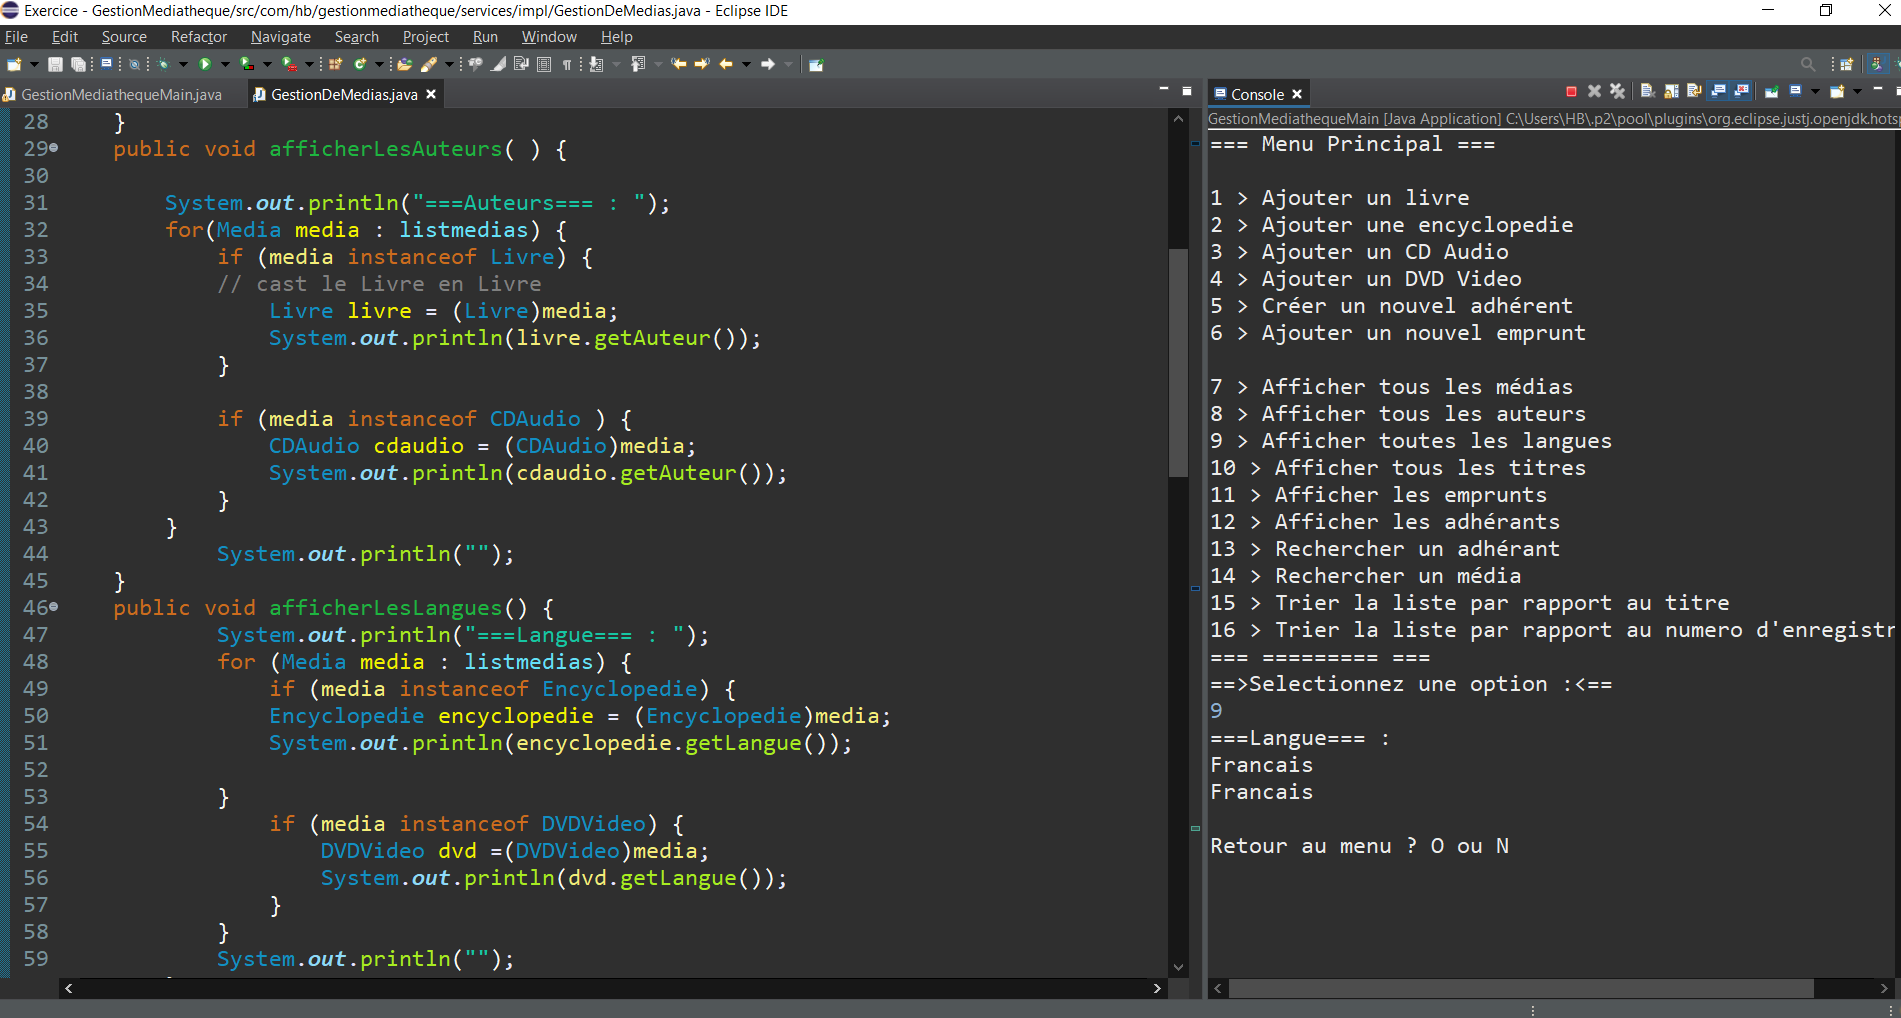 Exercice - GestionMediatheque/src/com/hb/gestionmediatheque/services/impl/GestionDeMedias.java - Eclipse IDE
File Edit Source Refactor Navigate Search Project Run Window Help
GestionMediathequeMain.java
GestionDeMedias.java
28 }
29 public void afficherLesAuteurs( ) {
30
31 System.out.println("===Auteurs=== : ");
32 for(Media media : listmedias) {
33 if (media instanceof Livre) {
34 // cast le Livre en Livre
35 Livre livre = (Livre)media;
36 System.out.println(livre.getAuteur());
37 }
38
39 if (media instanceof CDAudio ) {
40 CDAudio cdaudio = (CDAudio)media;
41 System.out.println(cdaudio.getAuteur());
42 }
43 }
44 System.out.println("");
45 }
46 public void afficherLesLangues() {
47 System.out.println("===Langue=== : ");
48 for (Media media : listmedias) {
49 if (media instanceof Encyclopedie) {
50 Encyclopedie encyclopedie = (Encyclopedie)media;
51 System.out.println(encyclopedie.getLangue());
52
53 }
54 if (media instanceof DVDVideo) {
55 DVDVideo dvd =(DVDVideo)media;
56 System.out.println(dvd.getLangue());
57 }
58 }
59 System.out.println("");
Console
GestionMediathequeMain [Java Application] C:\Users\HB\.p2\pool\plugins\org.eclipse.justj.openjdk.hots
=== Menu Principal ===
1 > Ajouter un livre
2 > Ajouter une encyclopedie
3 > Ajouter un CD Audio
4 > Ajouter un DVD Video
5 > Créer un nouvel adhérent
6 > Ajouter un nouvel emprunt
7 > Afficher tous les médias
8 > Afficher tous les auteurs
9 > Afficher toutes les langues
10 > Afficher tous les titres
11 > Afficher les emprunts
12 > Afficher les adhérants
13 > Rechercher un adhérant
14 > Rechercher un média
15 > Trier la liste par rapport au titre
16 > Trier la liste par rapport au numero d'enregistr
=== ========= ===
==>Selectionnez une option :<==
9
===Langue=== :
Francais
Francais
Retour au menu ? O ou N